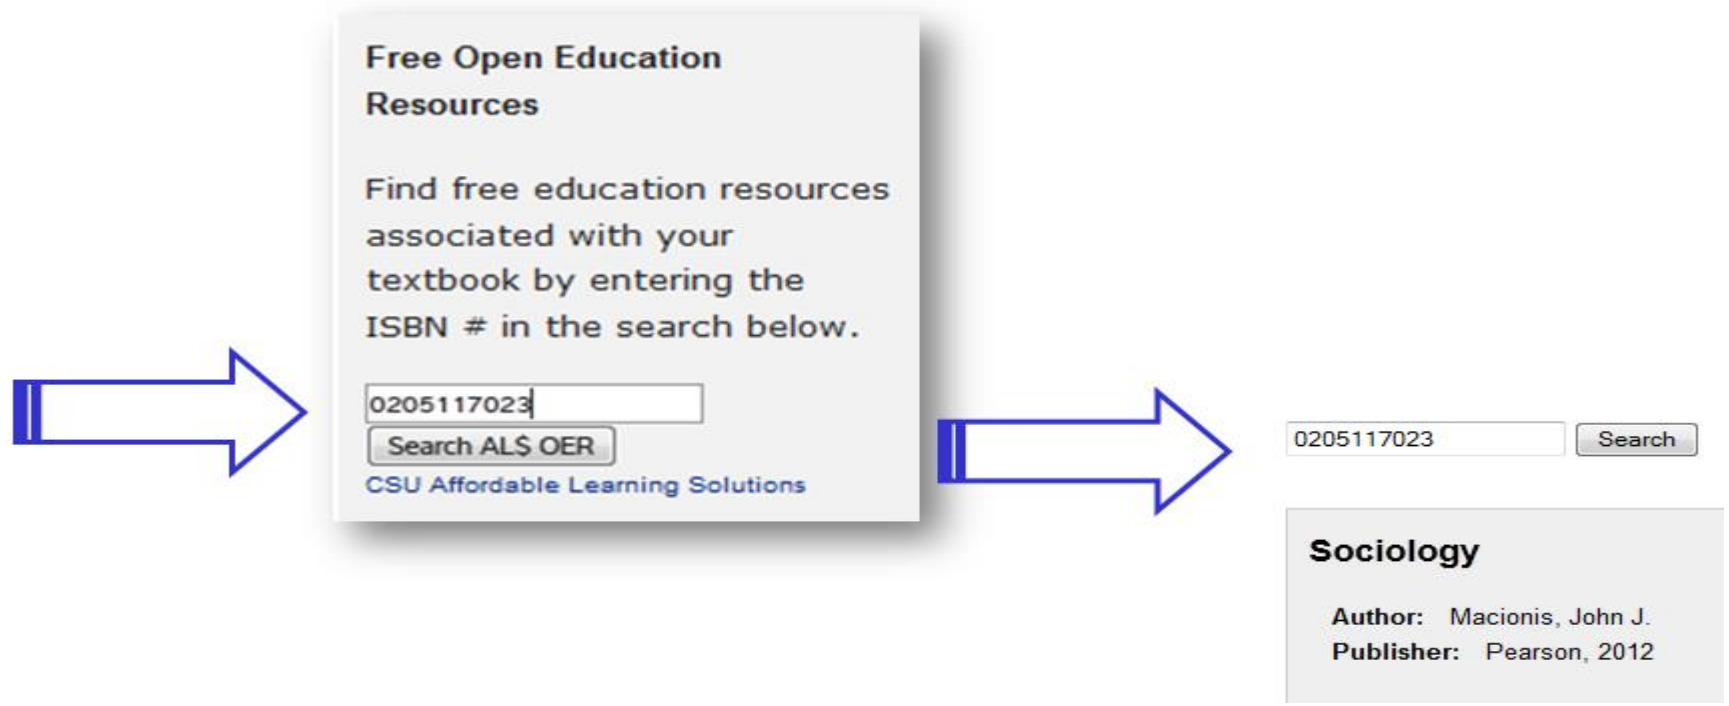 Free Open Education
Resources
Find free education resources
associated with your
textbook by entering the
ISBN # in the search below.
0205117023
Search AL$ OER
CSU Affordable Learning Solutions
0205117023 Search
Sociology
Author: Macionis, John J.
Publisher: Pearson, 2012